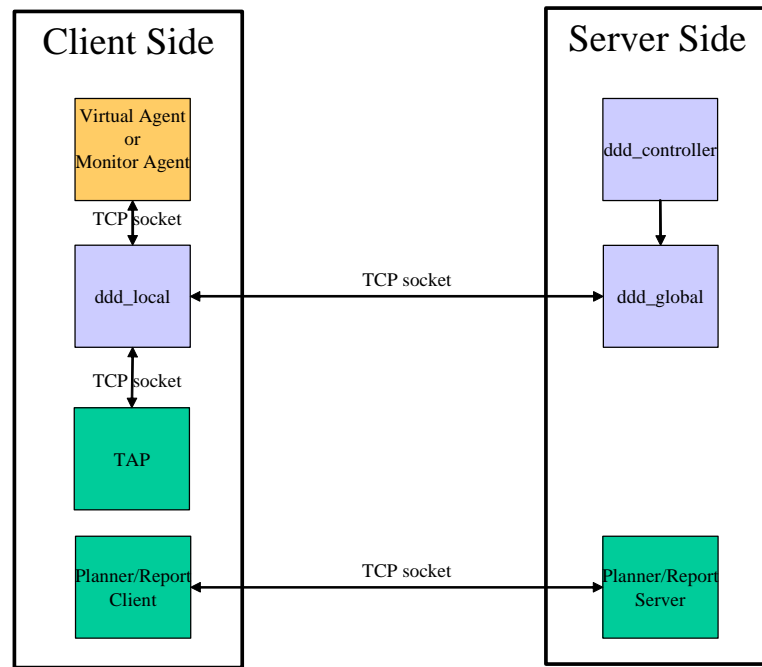 Client Side
Server Side
Virtual Agent
or
Monitor Agent
ddd_controller
TCP socket
ddd_local
TCP socket
ddd_global
TCP socket
TAP
Planner/Report
Client
TCP socket
Planner/Report
Server